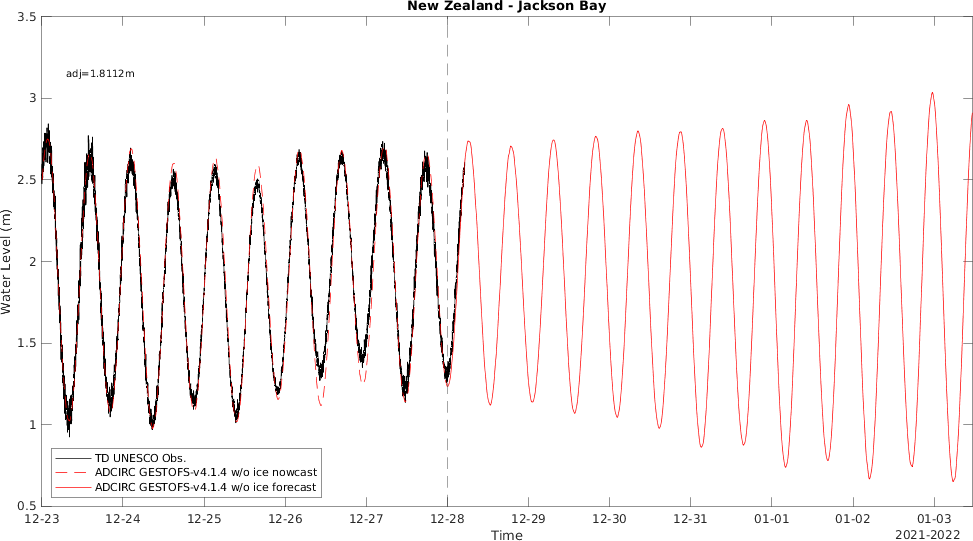 New Zealand - Jackson Bay
3.5
adj=1.8112m
3
2.5
Water Level (m)
2
1.5
1
TD UNESCO Obs.
ADCIRC GESTOFS-v4.1.4 w/o ice nowcast
ADCIRC GESTOFS-v4.1.4 w/o ice forecast
0.5
12-23 12-24 12-25 12-26 12-27 12-28 12-29 12-30 12-31 01-01 01-02 01-03
Time 2021-2022